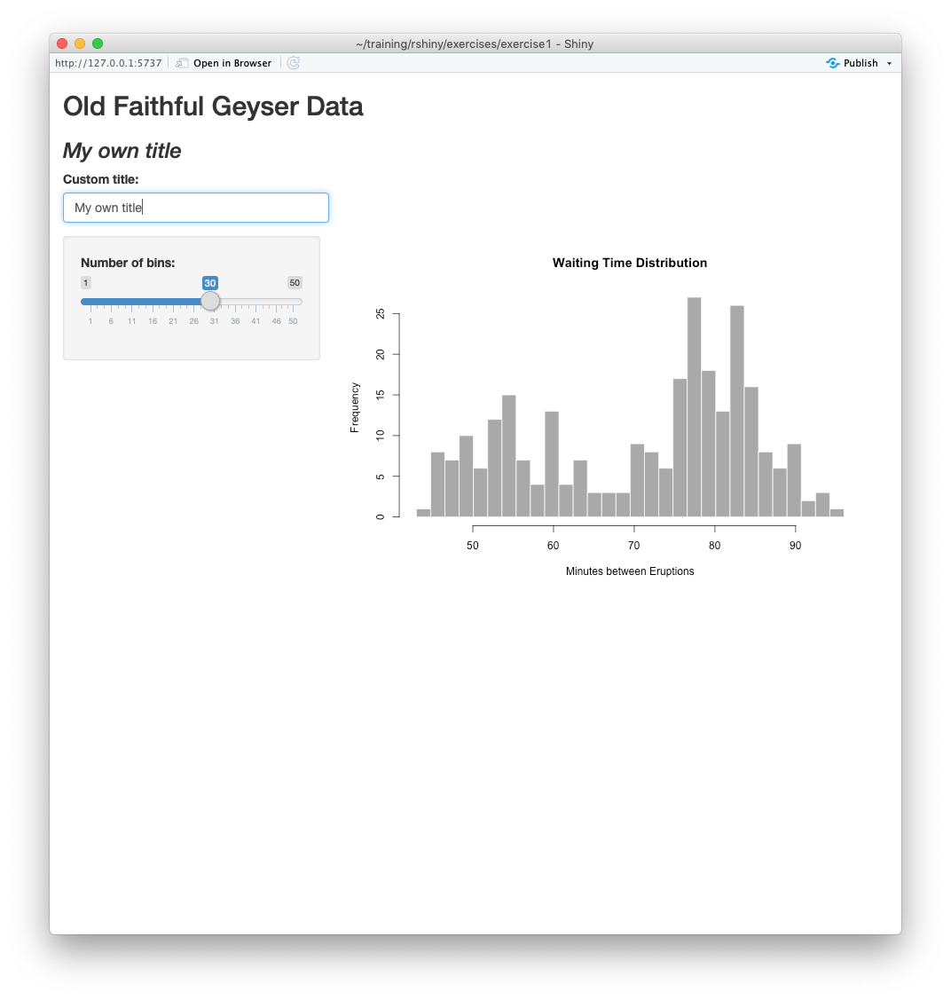 ~/training/rshiny/exercises/exercise1 - Shiny
http://127.0.0.1:5737 Open in Browser Publish
Old Faithful Geyser Data
My own title
Custom title:
My own title
Number of bins:
1 30 50
1 6 11 16 21 26 31 36 41 46 50
Waiting Time Distribution
Frequency
25
20
15
10
5
0
50 60 70 80 90
Minutes between Eruptions